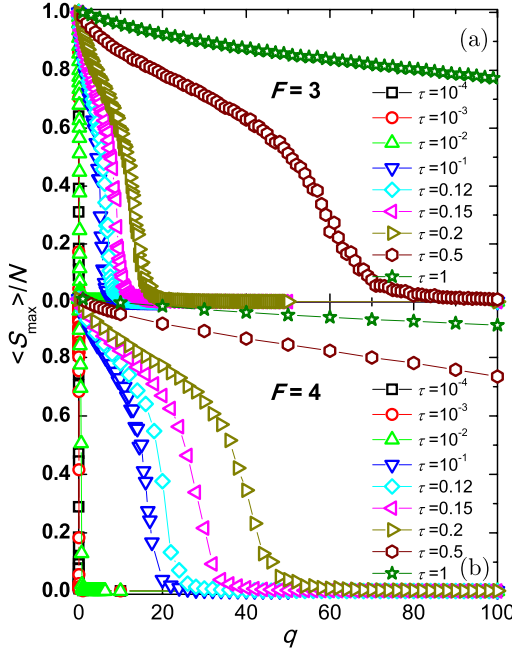 1.0
(a)
0.8
F = 3
τ = 10⁻⁴
τ = 10⁻³
0.6
τ = 10⁻²
τ = 10⁻¹
0.4
τ = 0.12
τ = 0.15
0.2
τ = 0.2
τ = 0.5
τ = 1
0.0
<S_max>/N
0.8
F = 4
τ = 10⁻⁴
0.6
τ = 10⁻³
τ = 10⁻²
τ = 10⁻¹
0.4
τ = 0.12
τ = 0.15
0.2
τ = 0.2
τ = 0.5
τ = 1
(b)
0.0
0 20 40 60 80 100
q